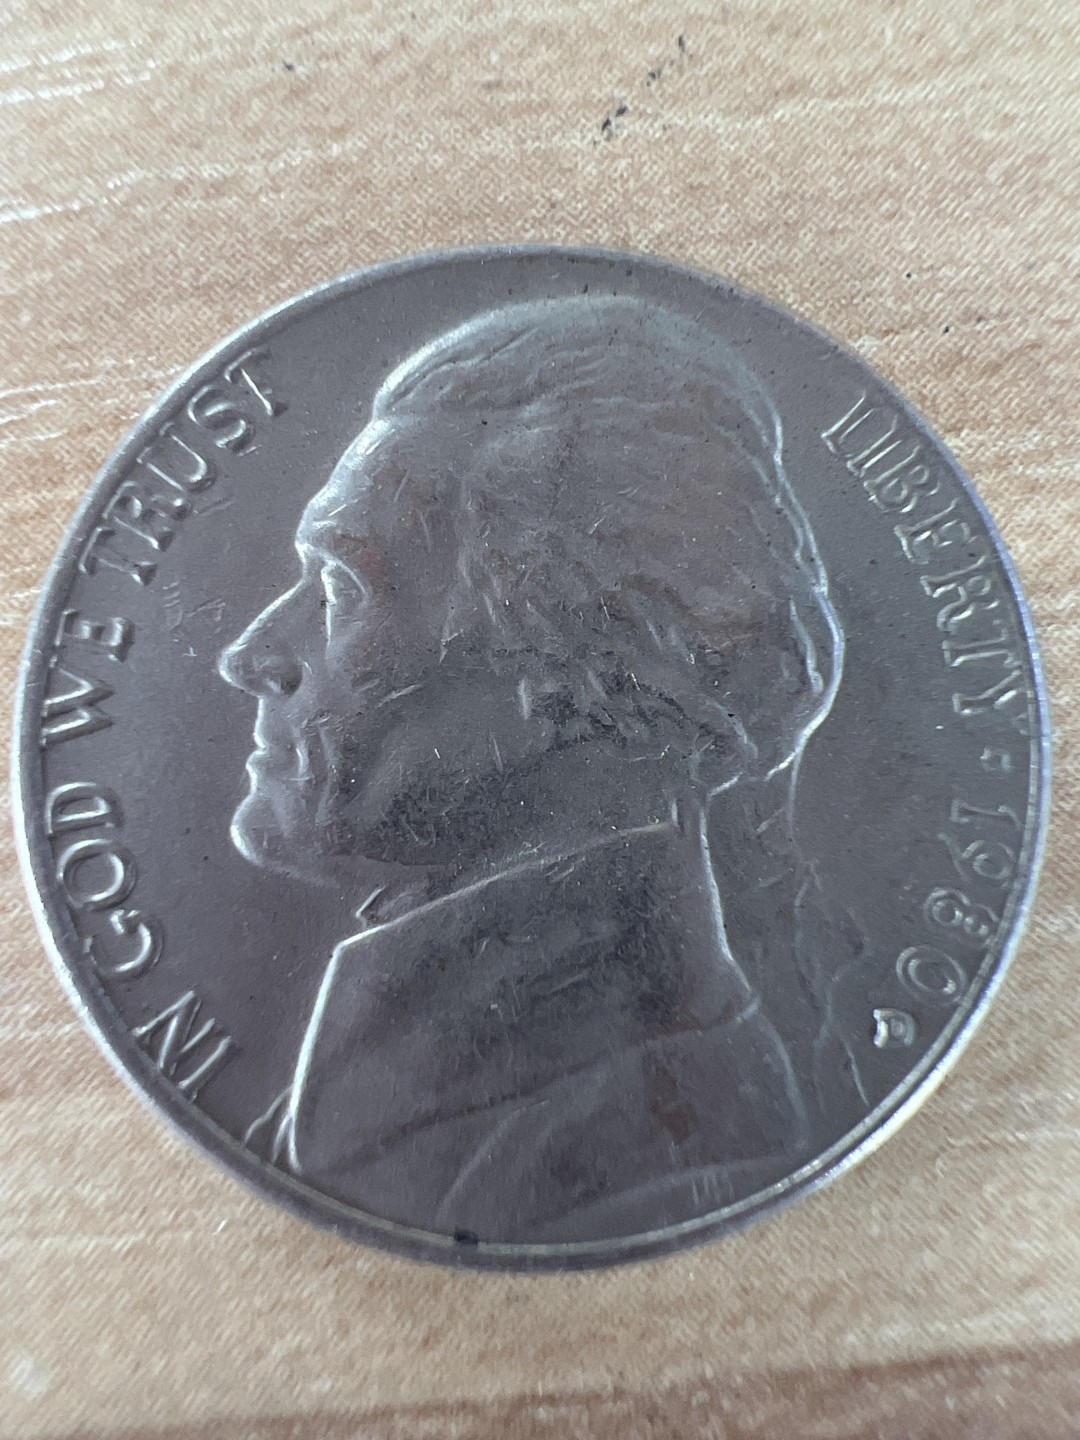 IN GOD WE TRUST
LIBERTY
1980
P